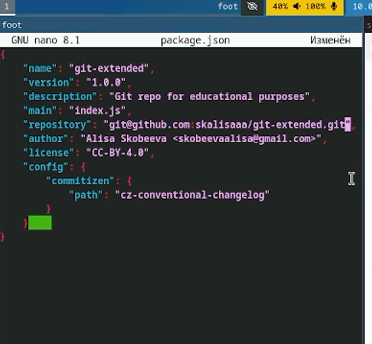 1 foot 40% 100% 10.0
foot
GNU nano 8.1 package.json Изменён
{
"name": "git-extended",
"version": "1.0.0",
"description": "Git repo for educational purposes",
"main": "index.js",
"repository": "git@github.com:skalisaaa/git-extended.git",
"author": "Alisa Skobeeva <skobeevaalisa@gmail.com>",
"license": "CC-BY-4.0",
"config": {
"commitizen": {
"path": "cz-conventional-changelog"
}
}
}